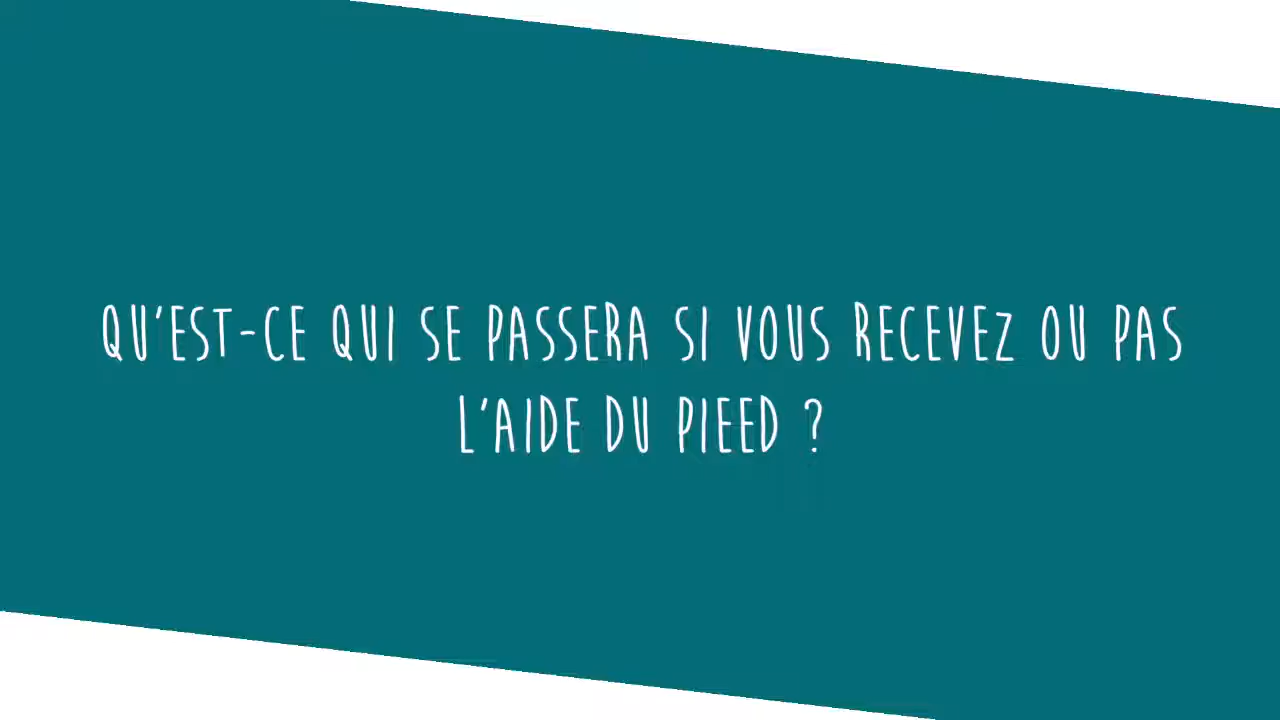 QU'EST-CE QUI SE PASSERA SI VOUS RECEVEZ OU PAS
L'AIDE DU PIEED ?